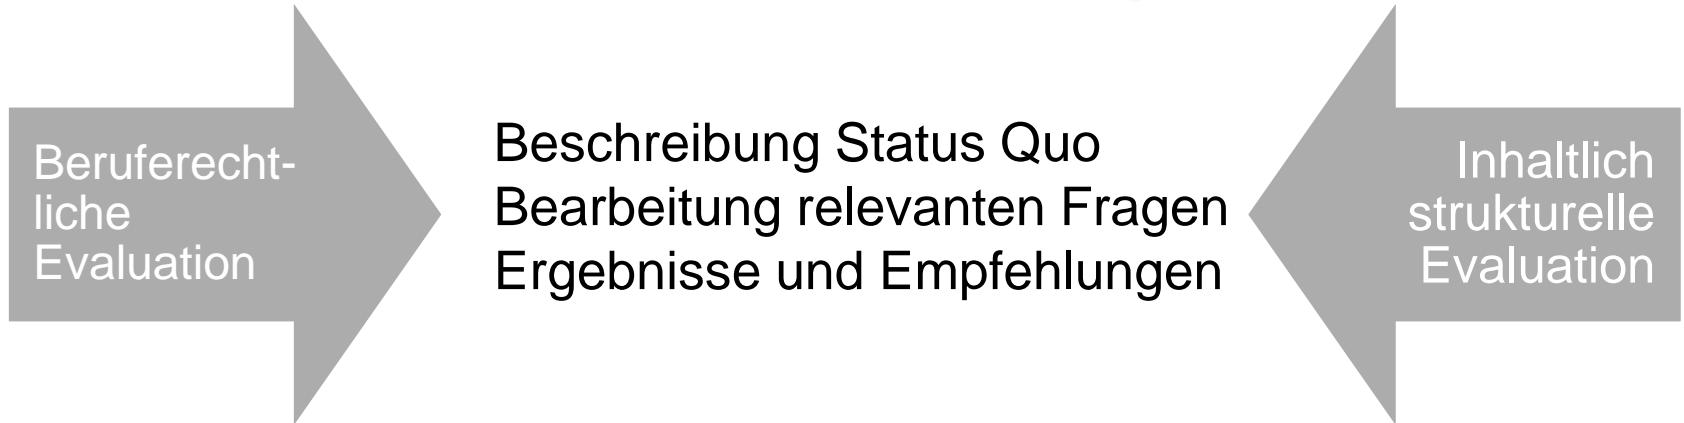 Beruferecht-
liche
Evaluation
Beschreibung Status Quo
Bearbeitung relevanten Fragen
Ergebnisse und Empfehlungen
Inhaltlich
strukturelle
Evaluation